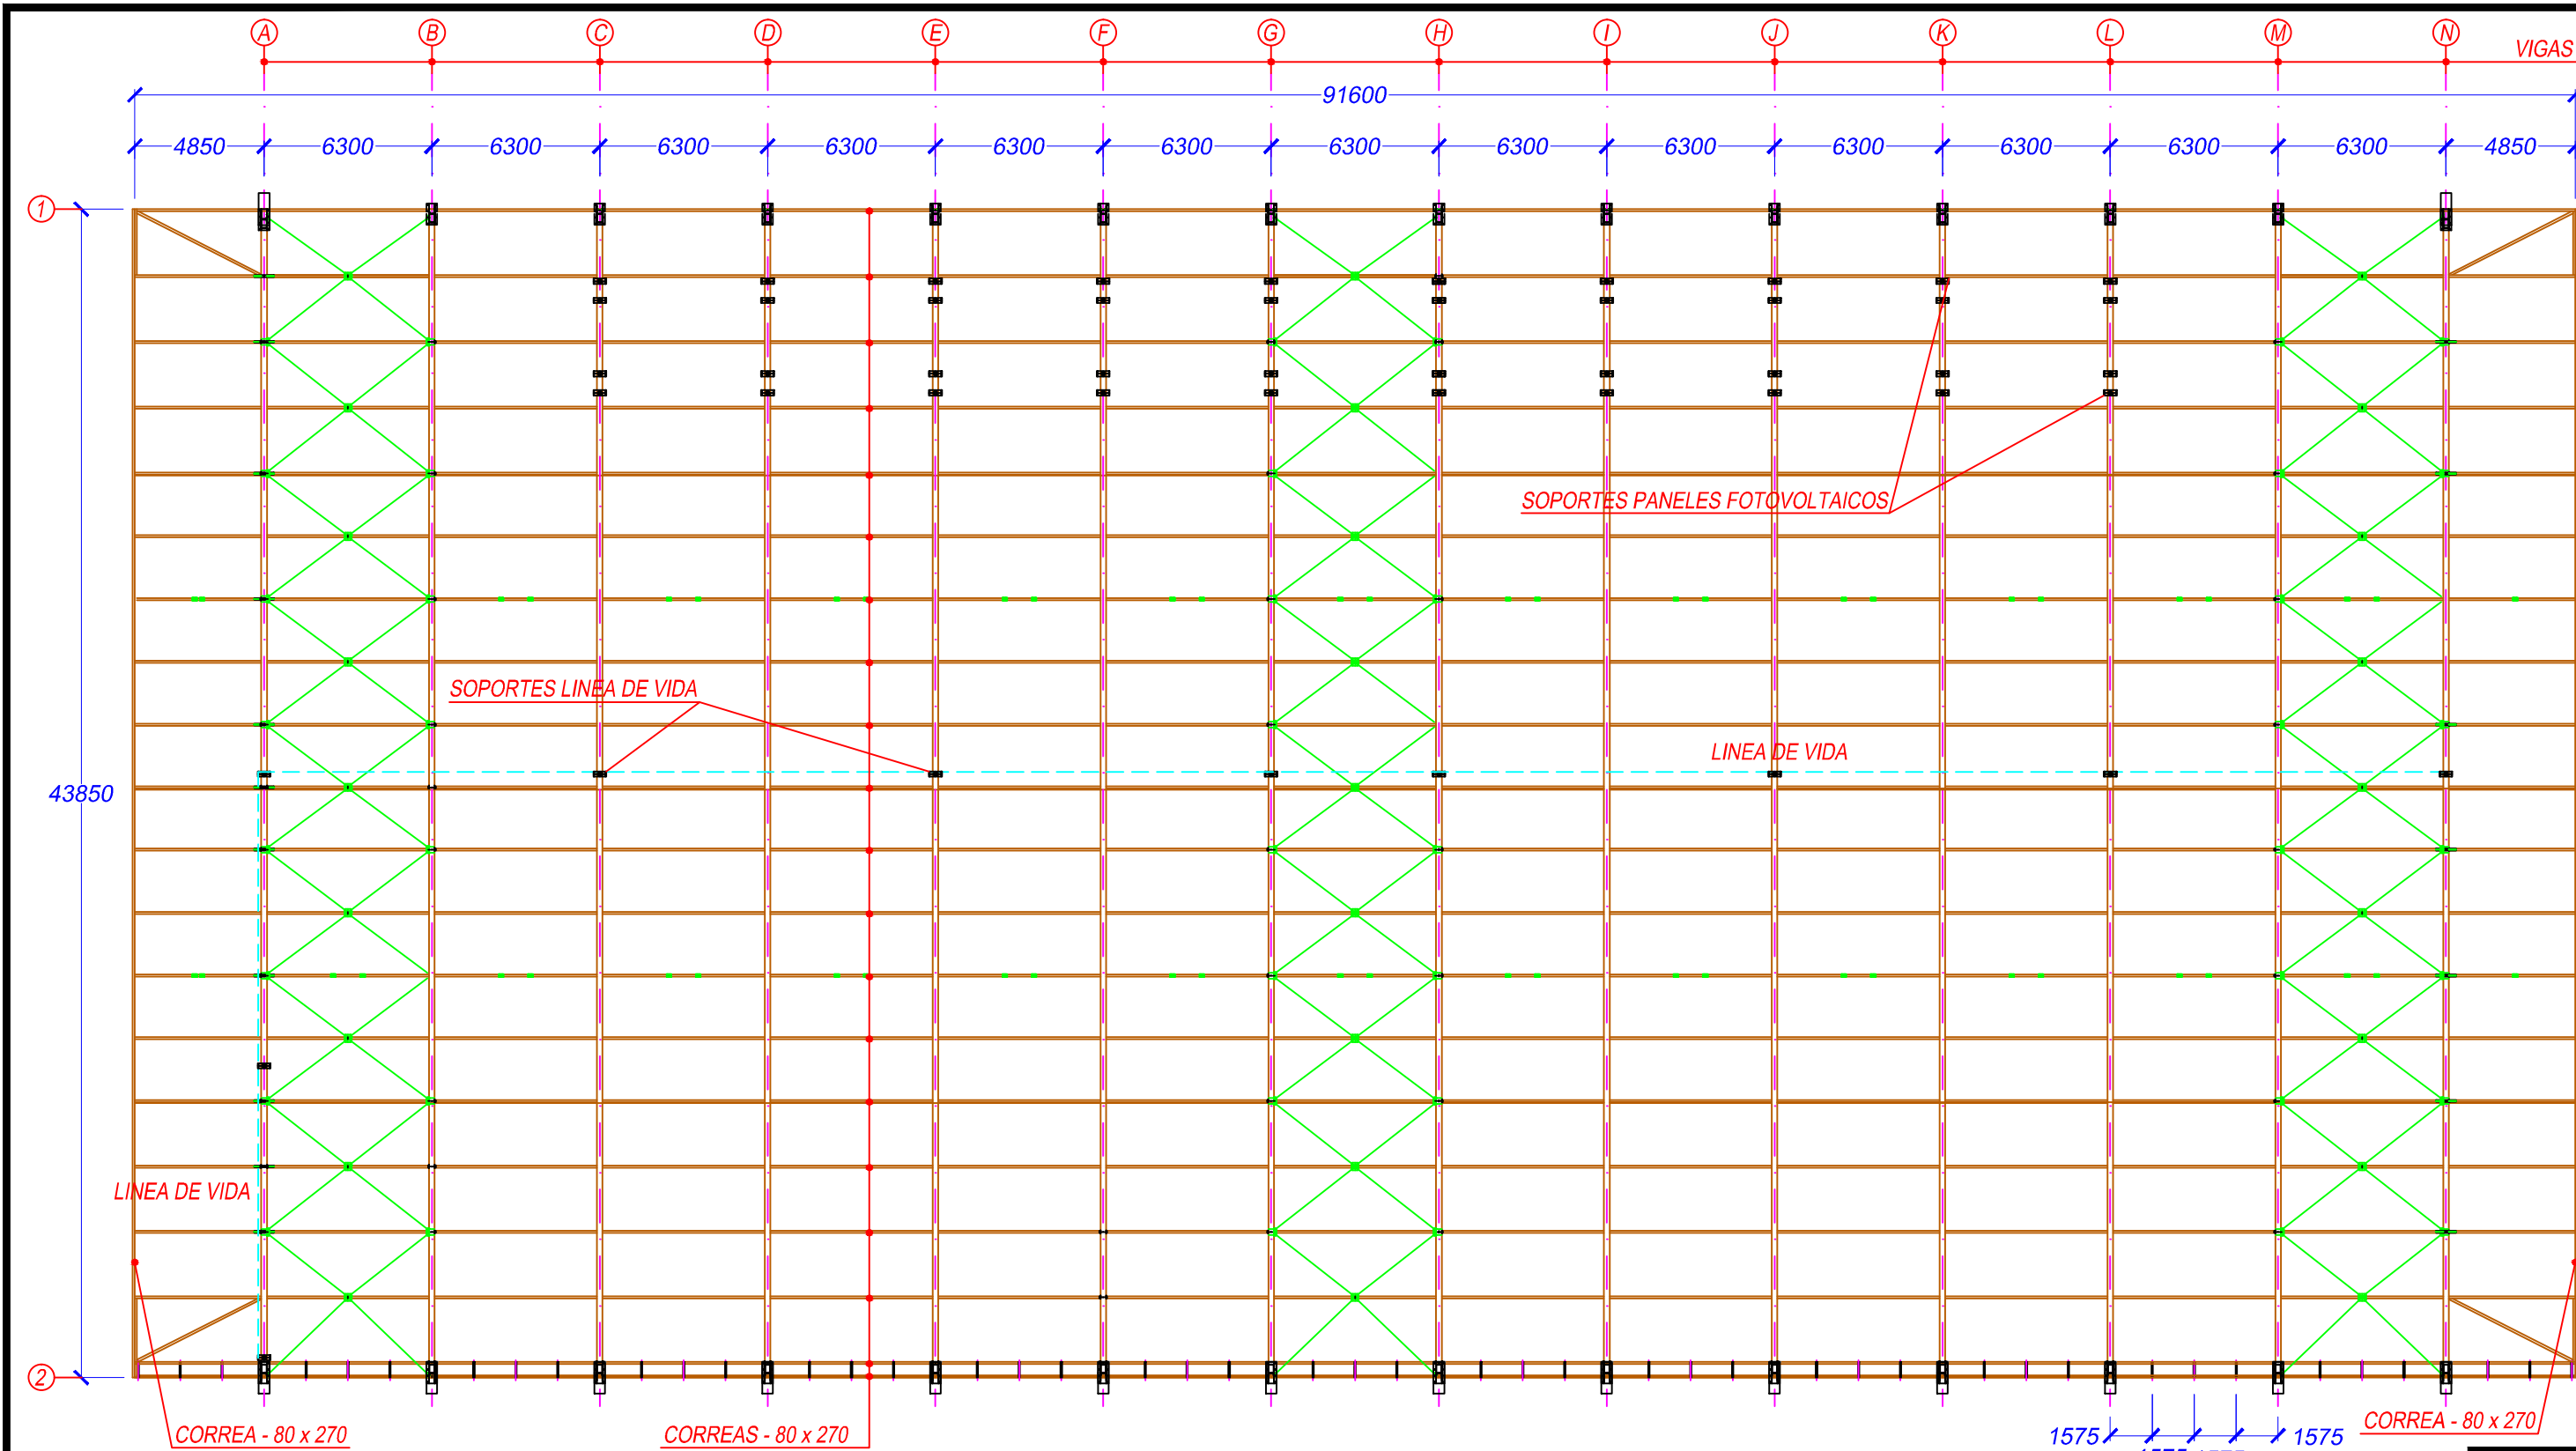 A B C D E F G H I J K L M N
VIGAS
91600
4850 6300 6300 6300 6300 6300 6300 6300 6300 6300 6300 6300 6300 6300 4850
1
SOPORTES PANELES FOTOVOLTAICOS
SOPORTES LINEA DE VIDA
LINEA DE VIDA
43850
LINEA DE VIDA
2
CORREA - 80 x 270
CORREAS - 80 x 270
CORREA - 80 x 270
1575 1575